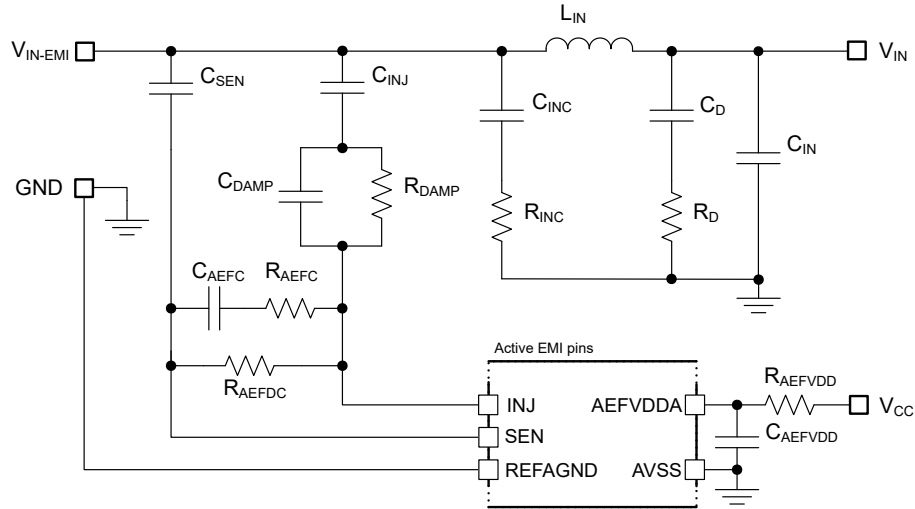 L_IN
V_IN-EMI
V_IN
C_SEN
C_INJ
C_INC
C_D
C_IN
C_DAMP
R_DAMP
GND
R_INC
R_D
C_AEFC
R_AEFC
Active EMI pins
R_AEFDC
R_AEFVDD
INJ
AEFVDDA
V_CC
SEN
C_AEFVDD
REFAGND
AVSS